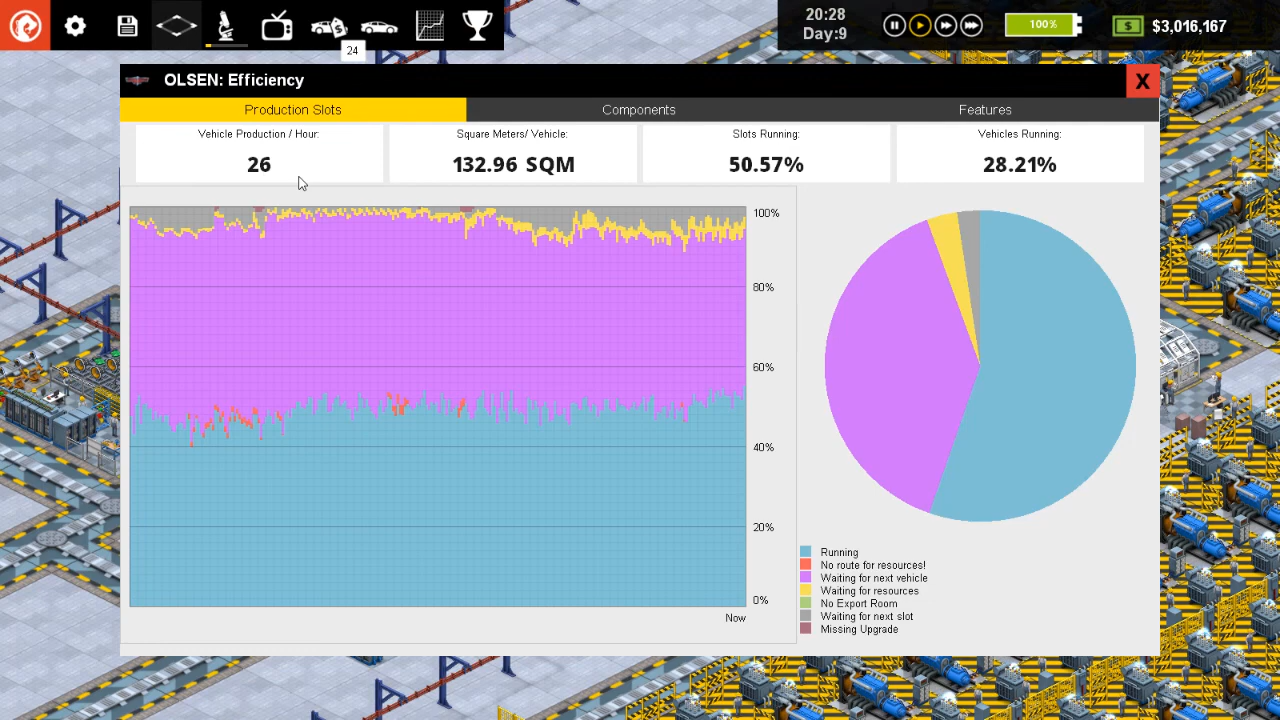 20:28
Day:9
100%
$3,016,167
24
OLSEN: Efficiency
X
Production Slots
Components
Features
Vehicle Production / Hour:
26
Square Meters/ Vehicle:
132.96 SQM
Slots Running:
50.57%
Vehicles Running:
28.21%
100%
80%
60%
40%
20%
0%
Now
Running
No route for resources!
Waiting for next vehicle
Waiting for resources
No Export Room
Waiting for next slot
Missing Upgrade